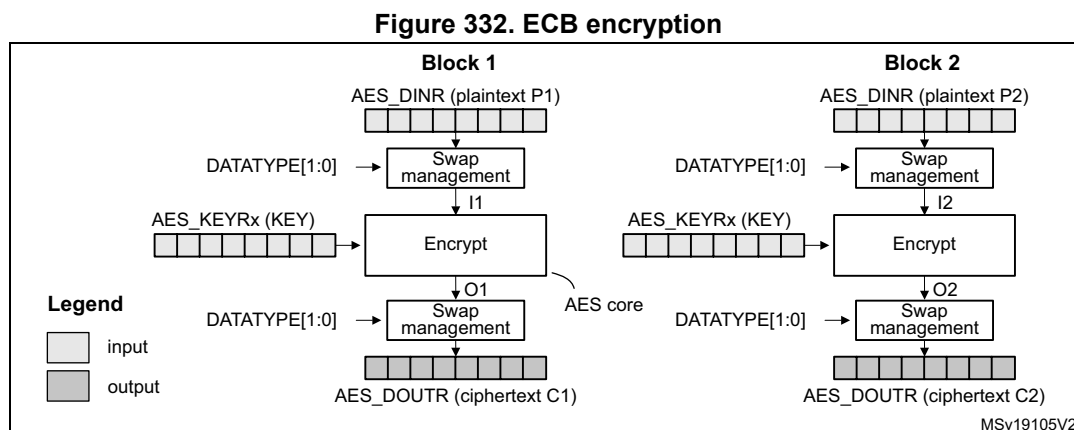 Figure 332. ECB encryption
Block 1
AES_DINR (plaintext P1)
DATATYPE[1:0]
Swap
management
I1
AES_KEYRx (KEY)
Encrypt
O1
AES core
DATATYPE[1:0]
Swap
management
AES_DOUTR (ciphertext C1)
Block 2
AES_DINR (plaintext P2)
DATATYPE[1:0]
Swap
management
I2
AES_KEYRx (KEY)
Encrypt
O2
DATATYPE[1:0]
Swap
management
AES_DOUTR (ciphertext C2)
Legend
input
output
MSv19105V2